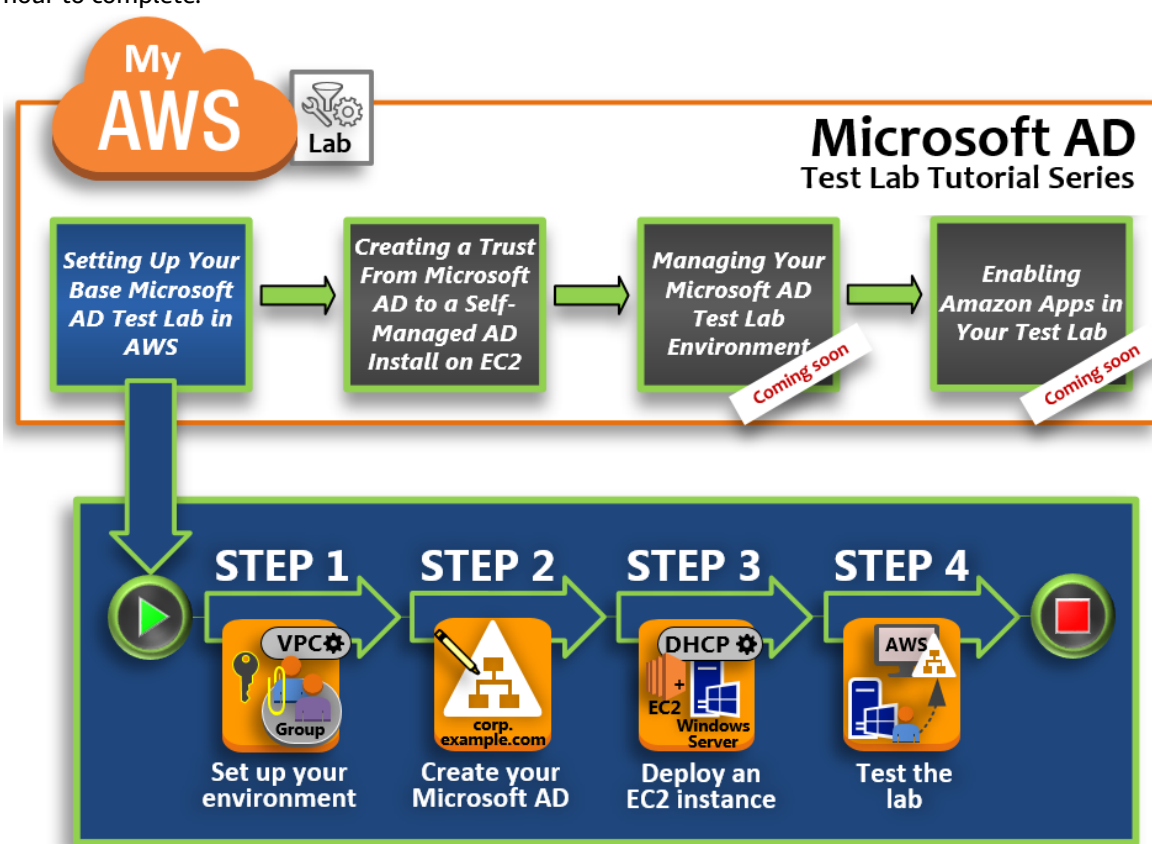 hour to complete.
My
AWS
Lab
Microsoft AD
Test Lab Tutorial Series
Setting Up Your
Base Microsoft
AD Test Lab in
AWS
Creating a Trust
From Microsoft
AD to a Self-
Managed AD
Install on EC2
Managing Your
Microsoft AD
Test Lab
Environment
Coming soon
Enabling
Amazon Apps in
Your Test Lab
Coming soon
STEP 1
VPC
Group
Set up your
environment
STEP 2
corp.
example.com
Create your
Microsoft AD
STEP 3
DHCP
EC2
+
Windows
Server
Deploy an
EC2 instance
STEP 4
AWS
Test the
lab